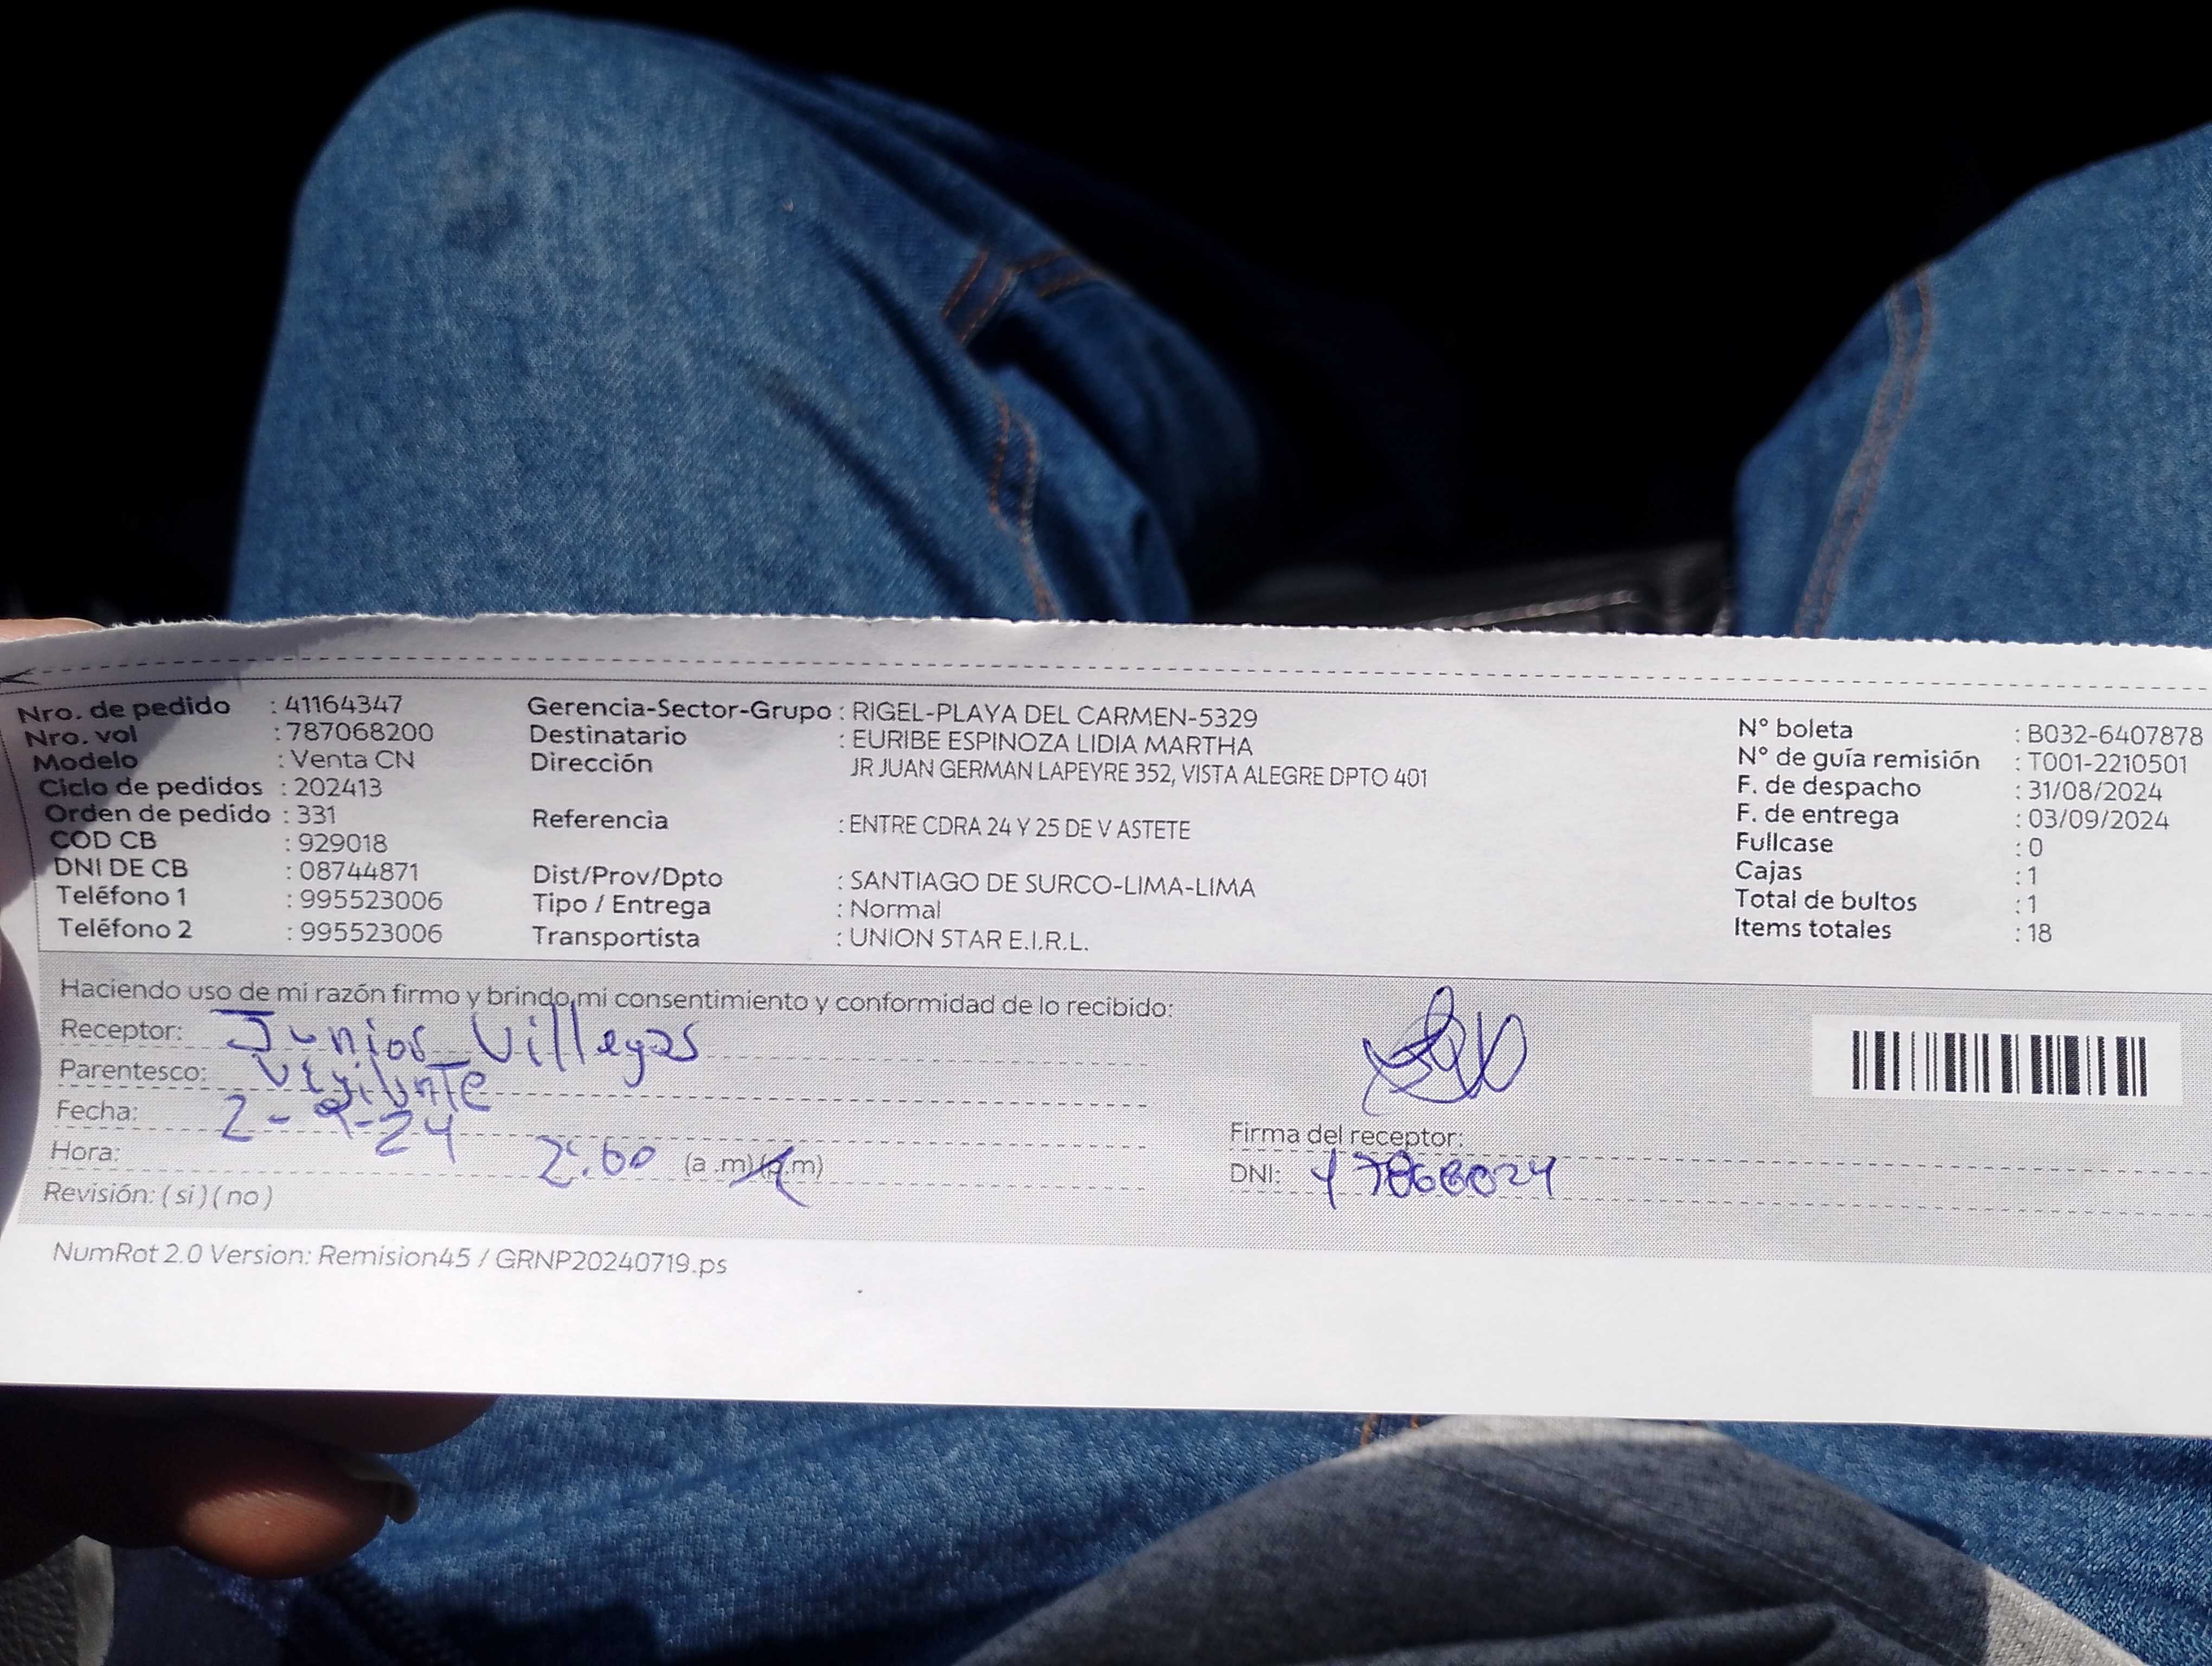 Nro. de pedido : 41164347 Gerencia-Sector-Grupo : RIGEL-PLAYA DEL CARMEN-5329 N° boleta : B032-6407878
Nro. vol : 787068200 Destinatario : EURIBE ESPINOZA LIDIA MARTHA N° de guía remisión : T001-2210501
Modelo : Venta CN Dirección JR JUAN GERMAN LAPEYRE 352, VISTA ALEGRE DPTO 401 F. de despacho : 31/08/2024
Ciclo de pedidos : 202413 F. de entrega : 03/09/2024
Orden de pedido : 331 Referencia : ENTRE CDRA 24 Y 25 DE V ASTETE Fullcase : 0
COD CB : 929018 Cajas : 1
DNI DE CB : 08744871 Dist/Prov/Dpto : SANTIAGO DE SURCO-LIMA-LIMA Total de bultos : 1
Teléfono 1 : 995523006 Tipo / Entrega : Normal Items totales : 18
Teléfono 2 : 995523006 Transportista : UNION STAR E.I.R.L.
Haciendo uso de mi razón firmo y brindo mi consentimiento y conformidad de lo recibido:
Receptor: Junior Villegas
Parentesco: Vigilante
Fecha: 2-9-24
Firma del receptor:
Hora: 2:00 (a .m)(p.m)
DNI:
Revisión: ( si ) ( no )
NumRot 2.0 Version: Remision45 / GRNP20240719.ps